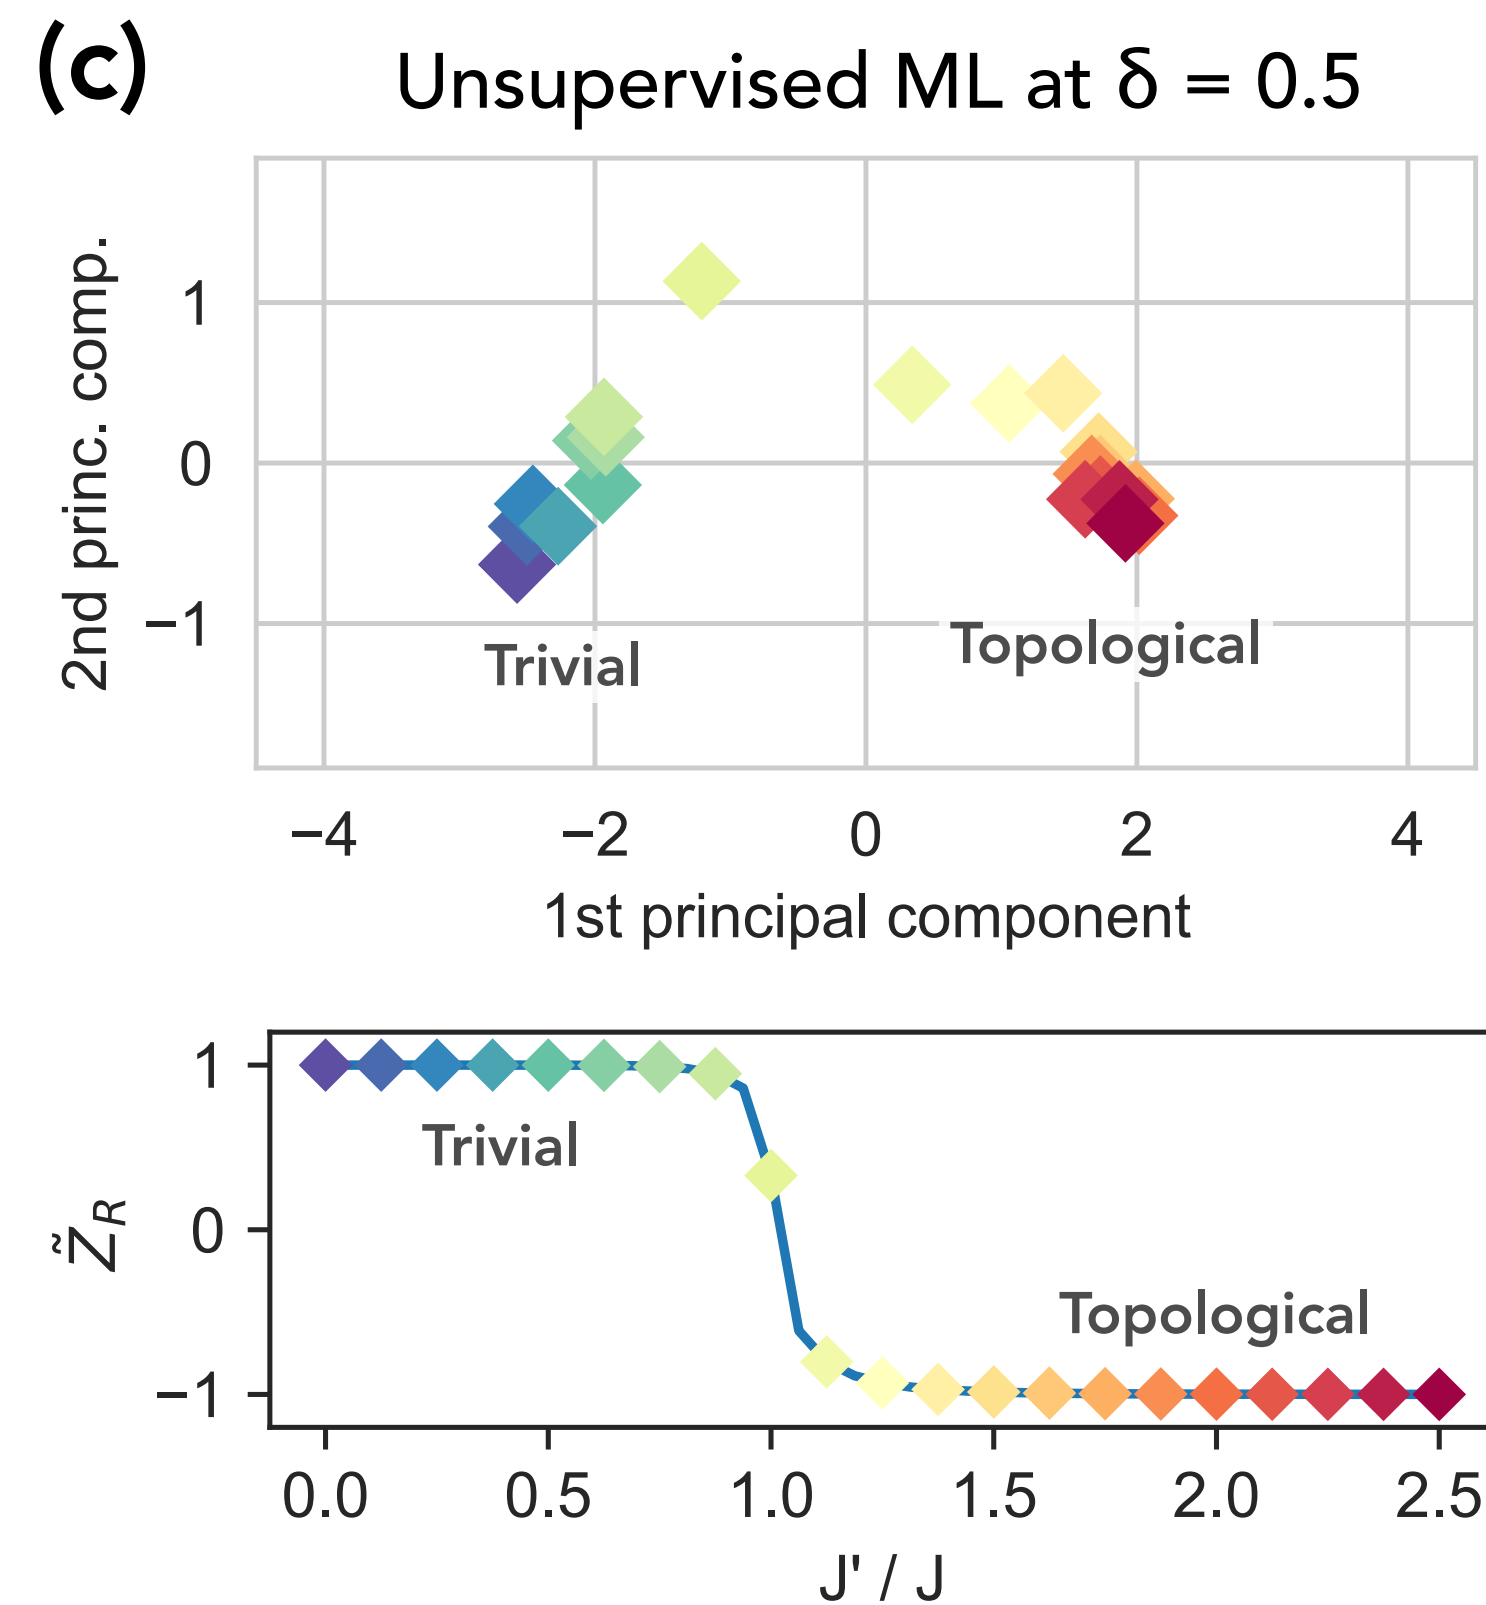 (c)
Unsupervised ML at δ = 0.5
2nd princ. comp.
1
0
−1
Trivial
Topological
−4 −2 0 2 4
1st principal component
Z̃_R
1
0
−1
Trivial
Topological
0.0 0.5 1.0 1.5 2.0 2.5
J' / J